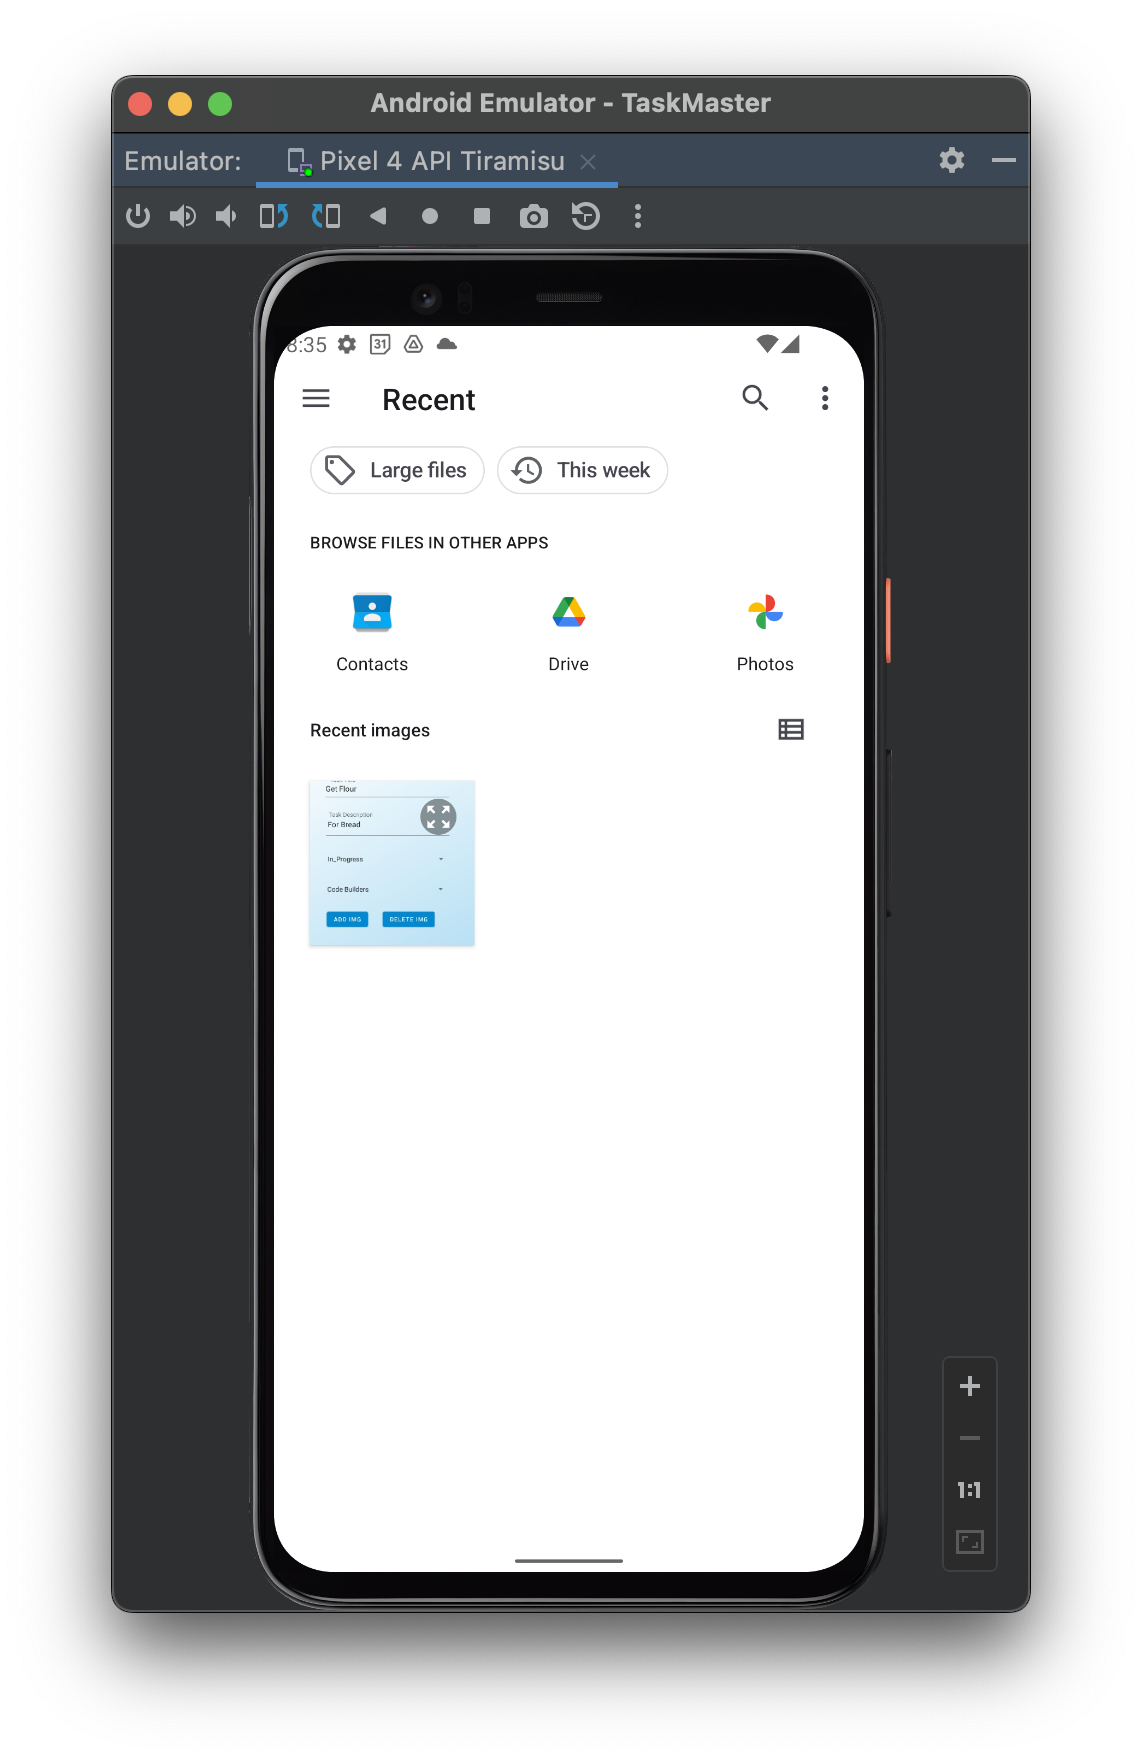 Android Emulator - TaskMaster
Emulator: Pixel 4 API Tiramisu
8:35 31
Recent
Large files This week
BROWSE FILES IN OTHER APPS
Contacts Drive Photos
Recent images
Get Flour
Task Description
For Bread
In_Progress
Code Builders
ADD IMG DELETE IMG
1:1